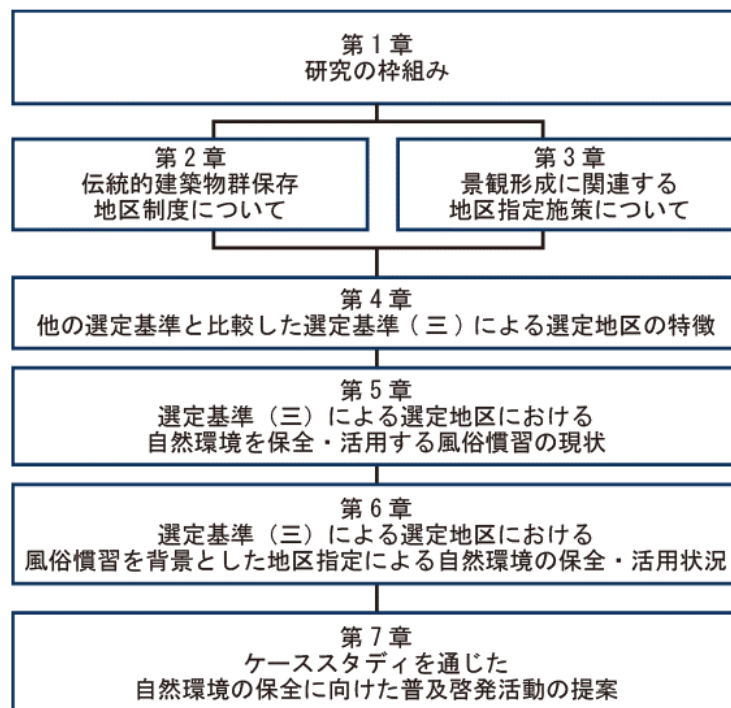 第１章
研究の枠組み
第２章
伝統的建築物群保存
地区制度について
第３章
景観形成に関連する
地区指定施策について
第４章
他の選定基準と比較した選定基準（三）による選定地区の特徴
第５章
選定基準（三）による選定地区における
自然環境を保全・活用する風俗慣習の現状
第６章
選定基準（三）による選定地区における
風俗慣習を背景とした地区指定による自然環境の保全・活用状況
第７章
ケーススタディを通じた
自然環境の保全に向けた普及啓発活動の提案